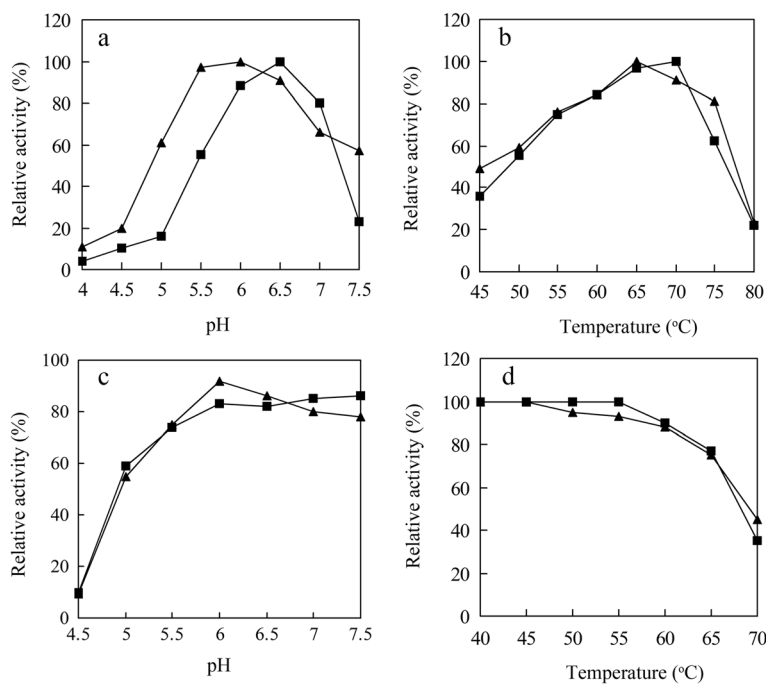 a
120
100
80
60
40
20
0
Relative activity (%)
4 4.5 5 5.5 6 6.5 7 7.5
pH
b
120
100
80
60
40
20
0
Relative activity (%)
45 50 55 60 65 70 75 80
Temperature (°C)
c
100
80
60
40
20
0
Relative activity (%)
4.5 5 5.5 6 6.5 7 7.5
pH
d
120
100
80
60
40
20
0
Relative activity (%)
40 45 50 55 60 65 70
Temperature (°C)